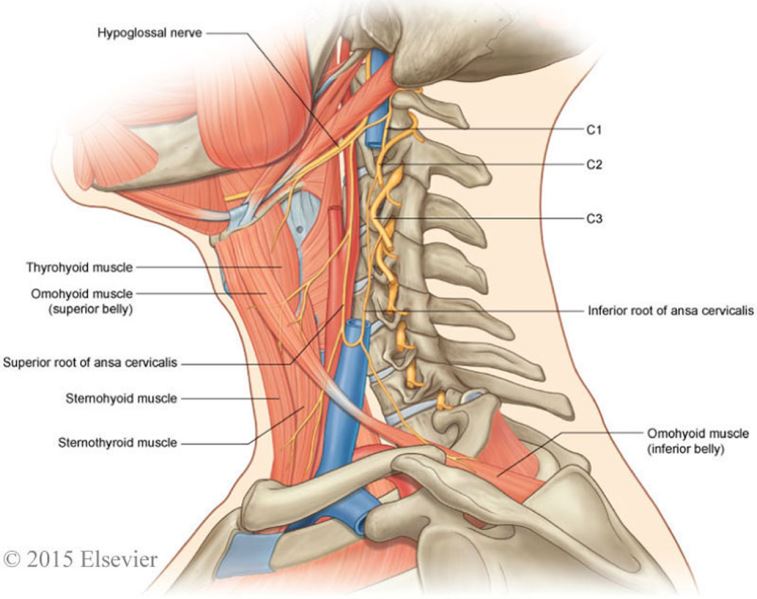 Hypoglossal nerve
C1
C2
C3
Thyrohyoid muscle
Omohyoid muscle
(superior belly)
Inferior root of ansa cervicalis
Superior root of ansa cervicalis
Sternohyoid muscle
Sternothyroid muscle
Omohyoid muscle
(inferior belly)
© 2015 Elsevier